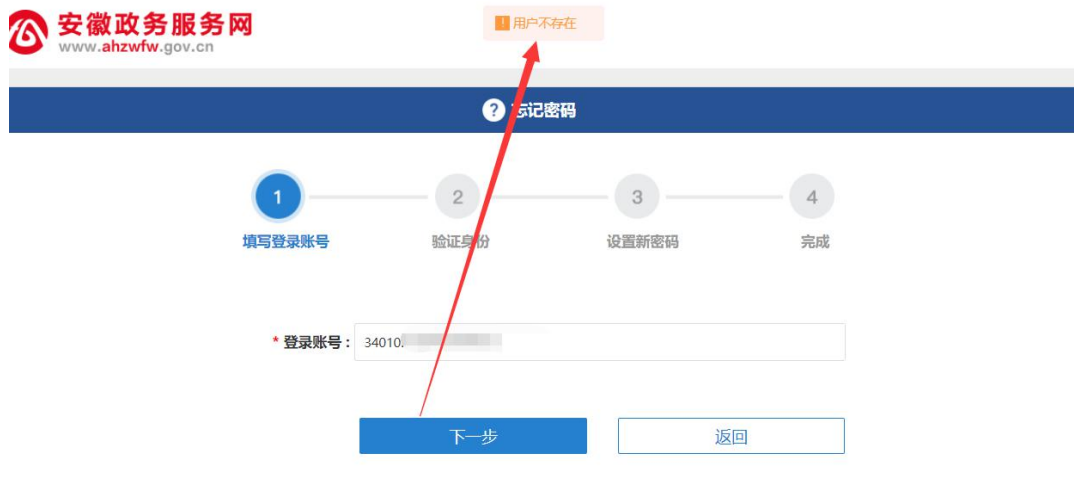 安徽政务服务网
www.ahzwfw.gov.cn
用户不存在
? 忘记密码
1
2
3
4
填写登录账号
验证身份
设置新密码
完成
* 登录账号：
34010
下一步
返回